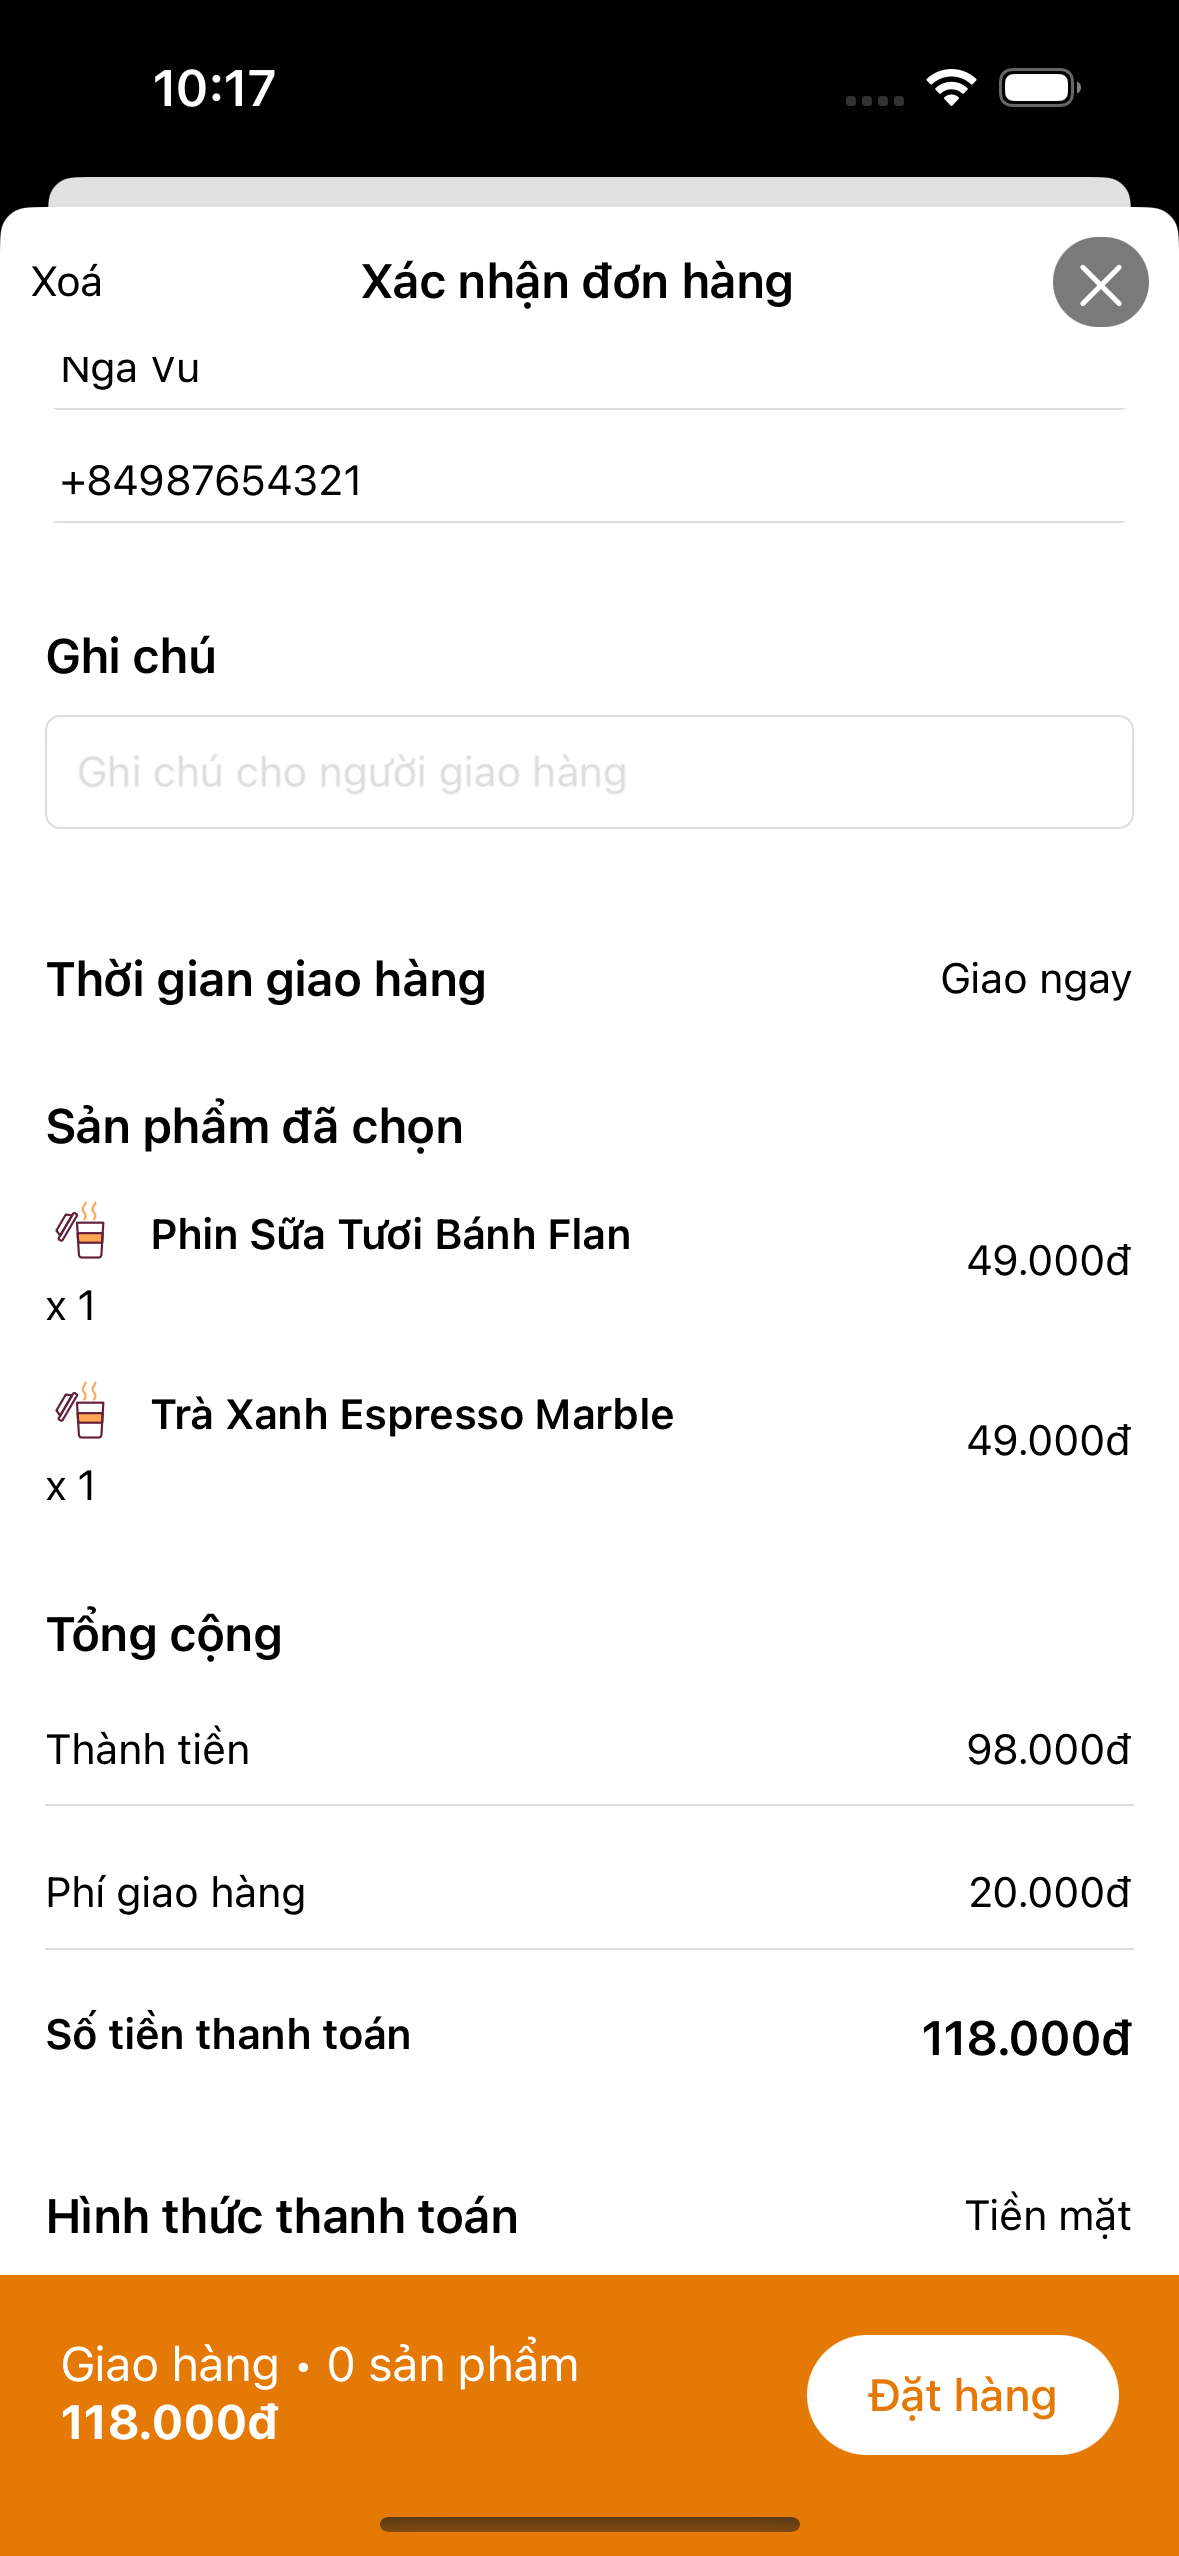 10:17
Xoá
Xác nhận đơn hàng
Nga Vu
+84987654321
Ghi chú
Ghi chú cho người giao hàng
Thời gian giao hàng
Giao ngay
Sản phẩm đã chọn
Phin Sữa Tươi Bánh Flan
49.000đ
x 1
Trà Xanh Espresso Marble
49.000đ
x 1
Tổng cộng
Thành tiền
98.000đ
Phí giao hàng
20.000đ
Số tiền thanh toán
118.000đ
Hình thức thanh toán
Tiền mặt
Giao hàng • 0 sản phẩm
118.000đ
Đặt hàng